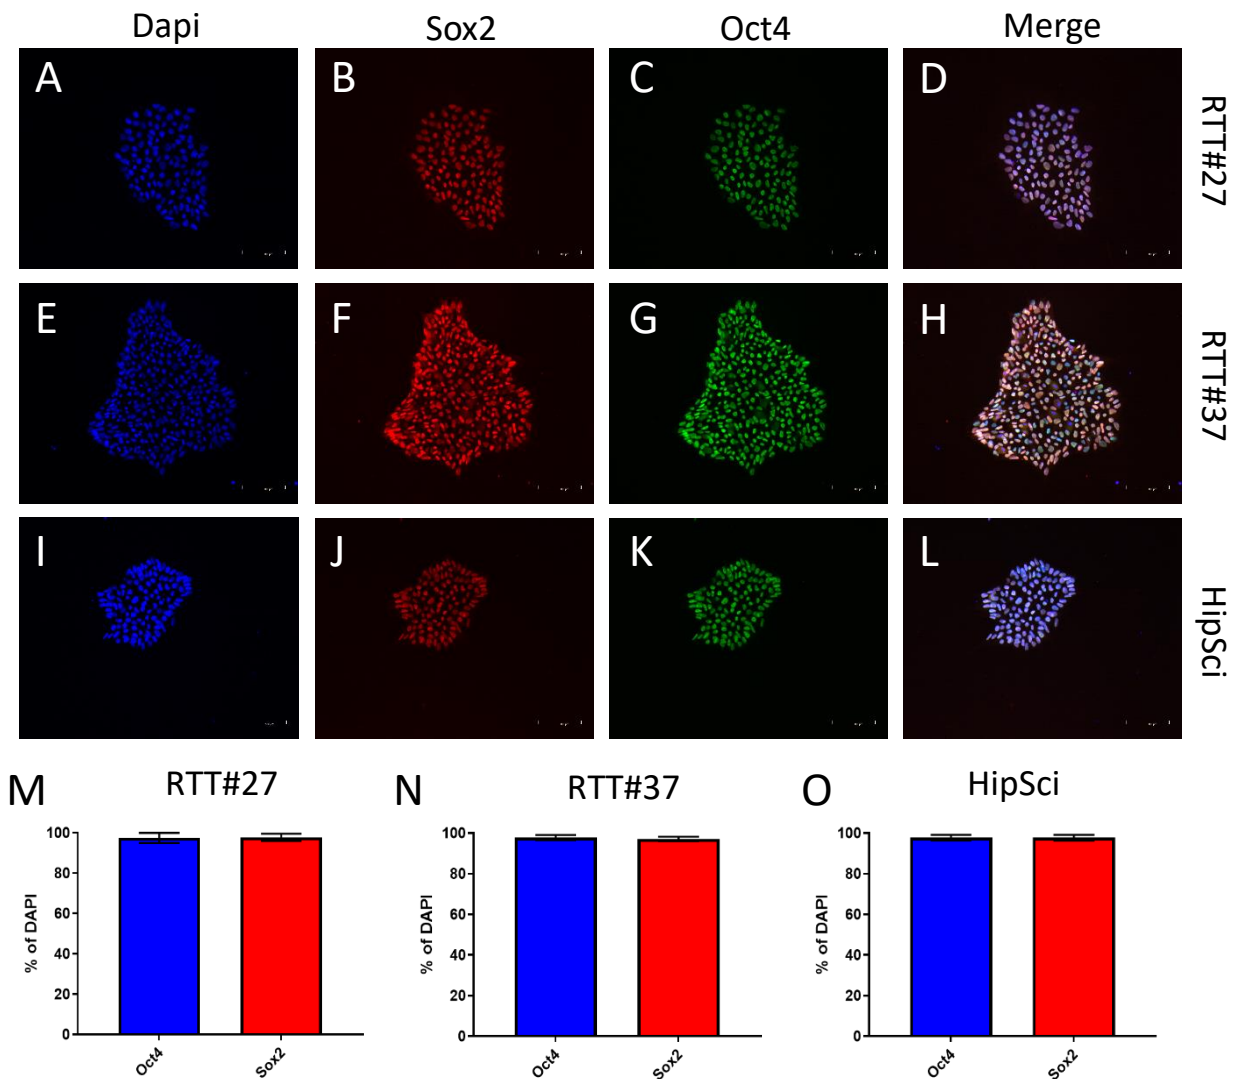 Dapi Sox2 Oct4 Merge
A B C D
RTT#27
E F G H
RTT#37
I J K L
HipSci
M RTT#27 N RTT#37 O HipSci
100 100 100
80 80 80
60 60 60
40 40 40
20 20 20
0 0 0
% of DAPI % of DAPI % of DAPI
Oct4 Sox2 Oct4 Sox2 Oct4 Sox2